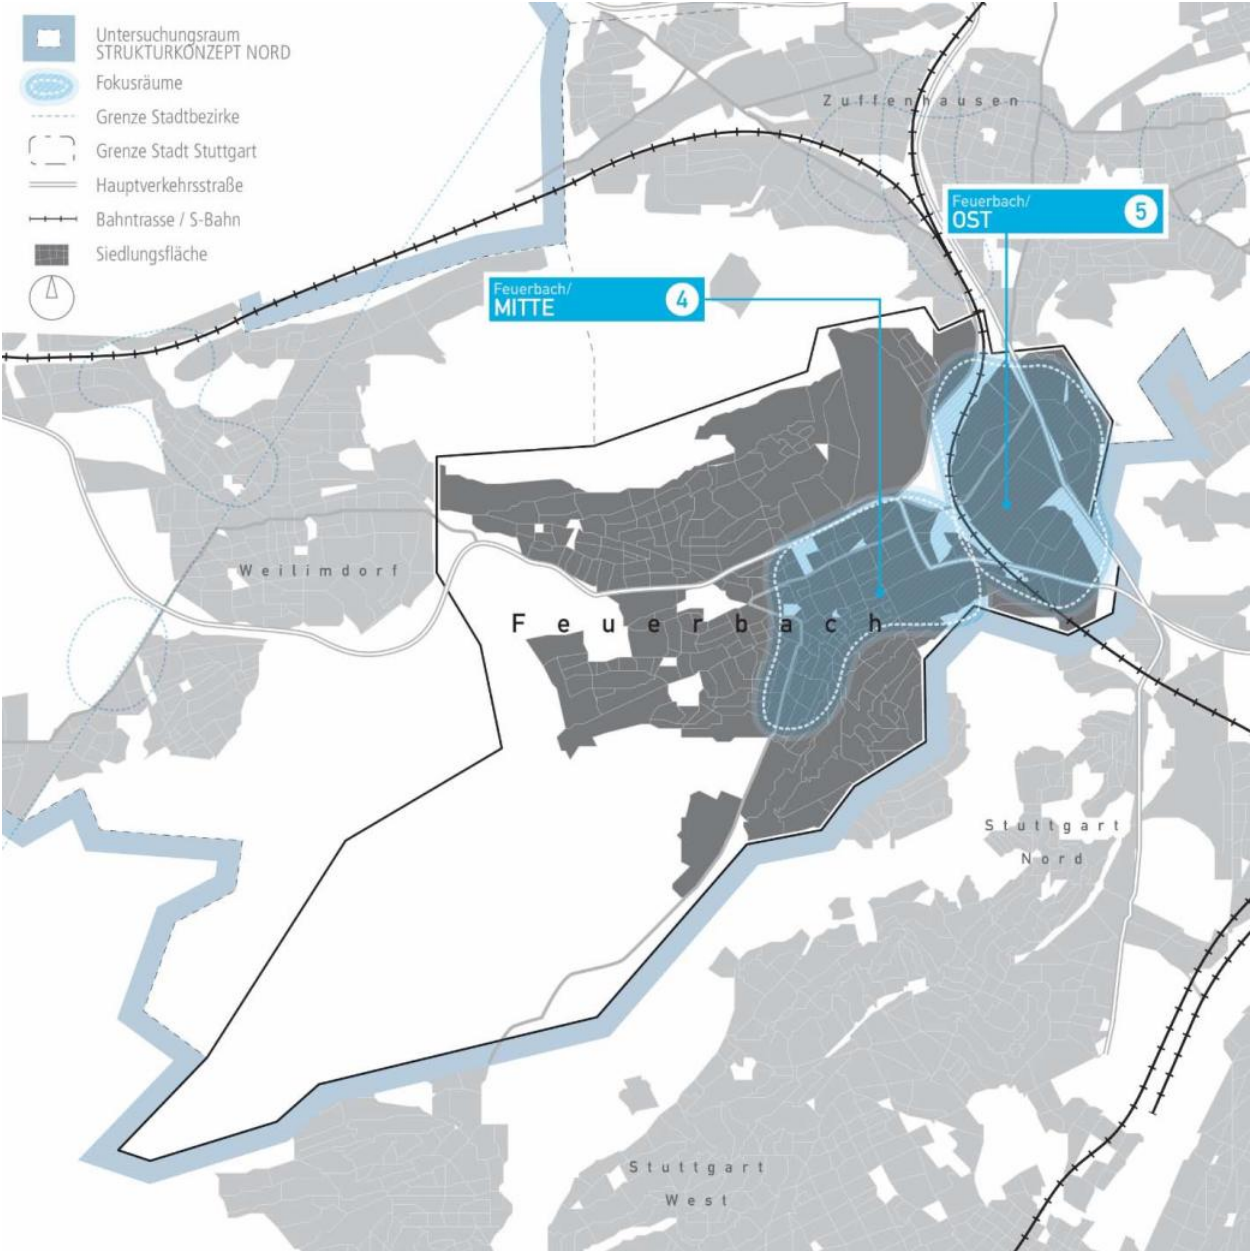 Untersuchungsraum
STRUKTURKONZEPT NORD
Fokusräume
Grenze Stadtbezirke
Grenze Stadt Stuttgart
Hauptverkehrsstraße
Bahntrasse / S-Bahn
Siedlungsfläche
Zuffenhausen
Feuerbach/
OST
5
Feuerbach/
MITTE
4
Weilimdorf
Feuerbach
Stuttgart
Nord
Stuttgart
West